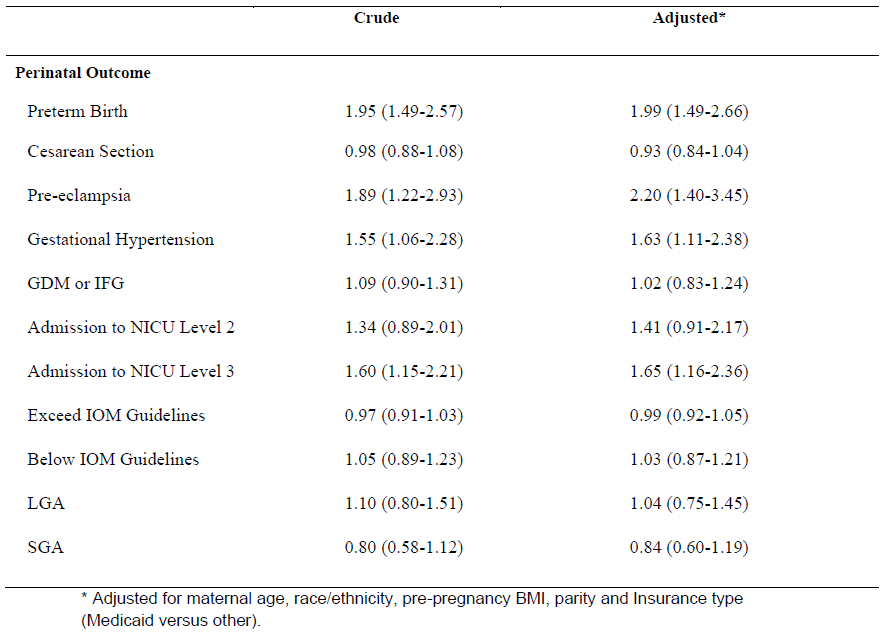 Crude Adjusted*
Perinatal Outcome
Preterm Birth 1.95 (1.49-2.57) 1.99 (1.49-2.66)
Cesarean Section 0.98 (0.88-1.08) 0.93 (0.84-1.04)
Pre-eclampsia 1.89 (1.22-2.93) 2.20 (1.40-3.45)
Gestational Hypertension 1.55 (1.06-2.28) 1.63 (1.11-2.38)
GDM or IFG 1.09 (0.90-1.31) 1.02 (0.83-1.24)
Admission to NICU Level 2 1.34 (0.89-2.01) 1.41 (0.91-2.17)
Admission to NICU Level 3 1.60 (1.15-2.21) 1.65 (1.16-2.36)
Exceed IOM Guidelines 0.97 (0.91-1.03) 0.99 (0.92-1.05)
Below IOM Guidelines 1.05 (0.89-1.23) 1.03 (0.87-1.21)
LGA 1.10 (0.80-1.51) 1.04 (0.75-1.45)
SGA 0.80 (0.58-1.12) 0.84 (0.60-1.19)
* Adjusted for maternal age, race/ethnicity, pre-pregnancy BMI, parity and Insurance type
(Medicaid versus other).